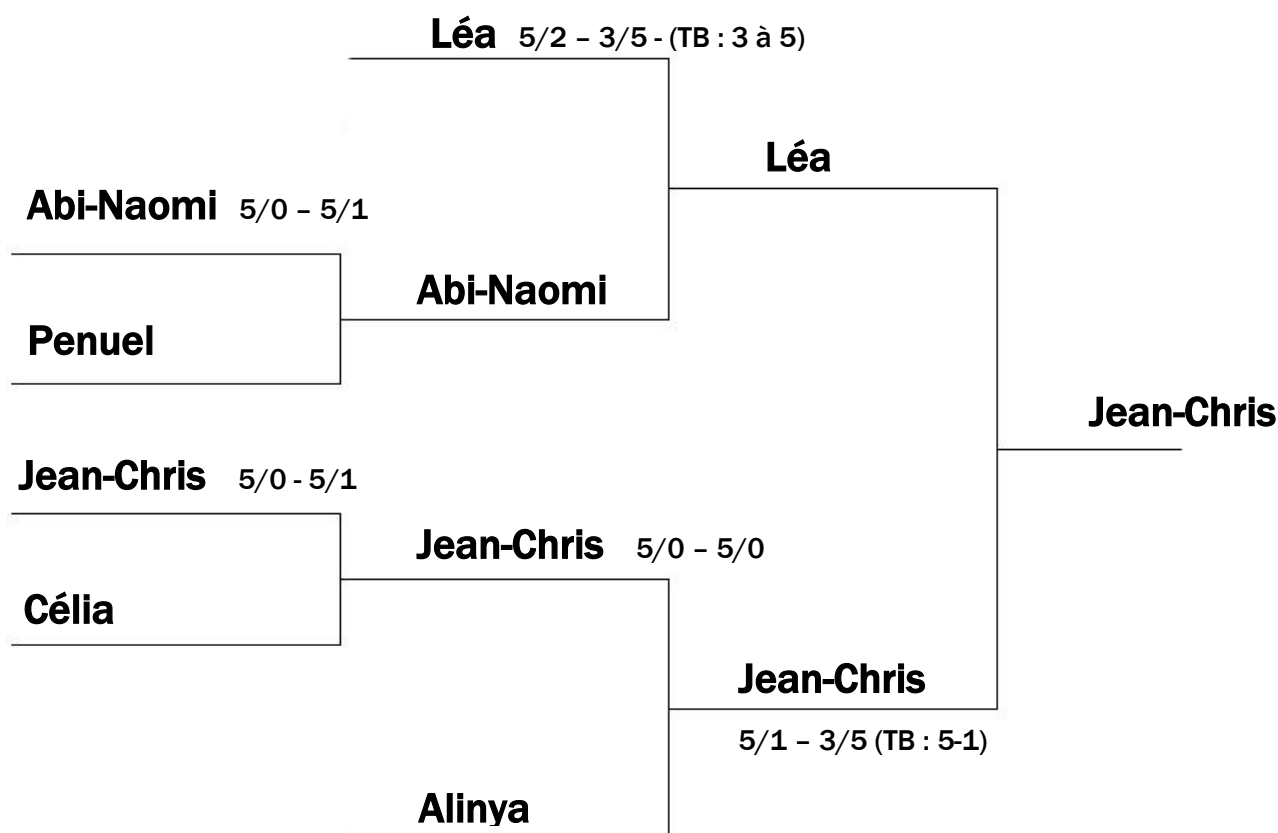 Léa 5/2 – 3/5 - (TB : 3 à 5)
Léa
Abi-Naomi 5/0 – 5/1
Abi-Naomi
Penuel
Jean-Chris
Jean-Chris 5/0 - 5/1
Jean-Chris 5/0 – 5/0
Célia
Jean-Chris
5/1 – 3/5 (TB : 5-1)
Alinya